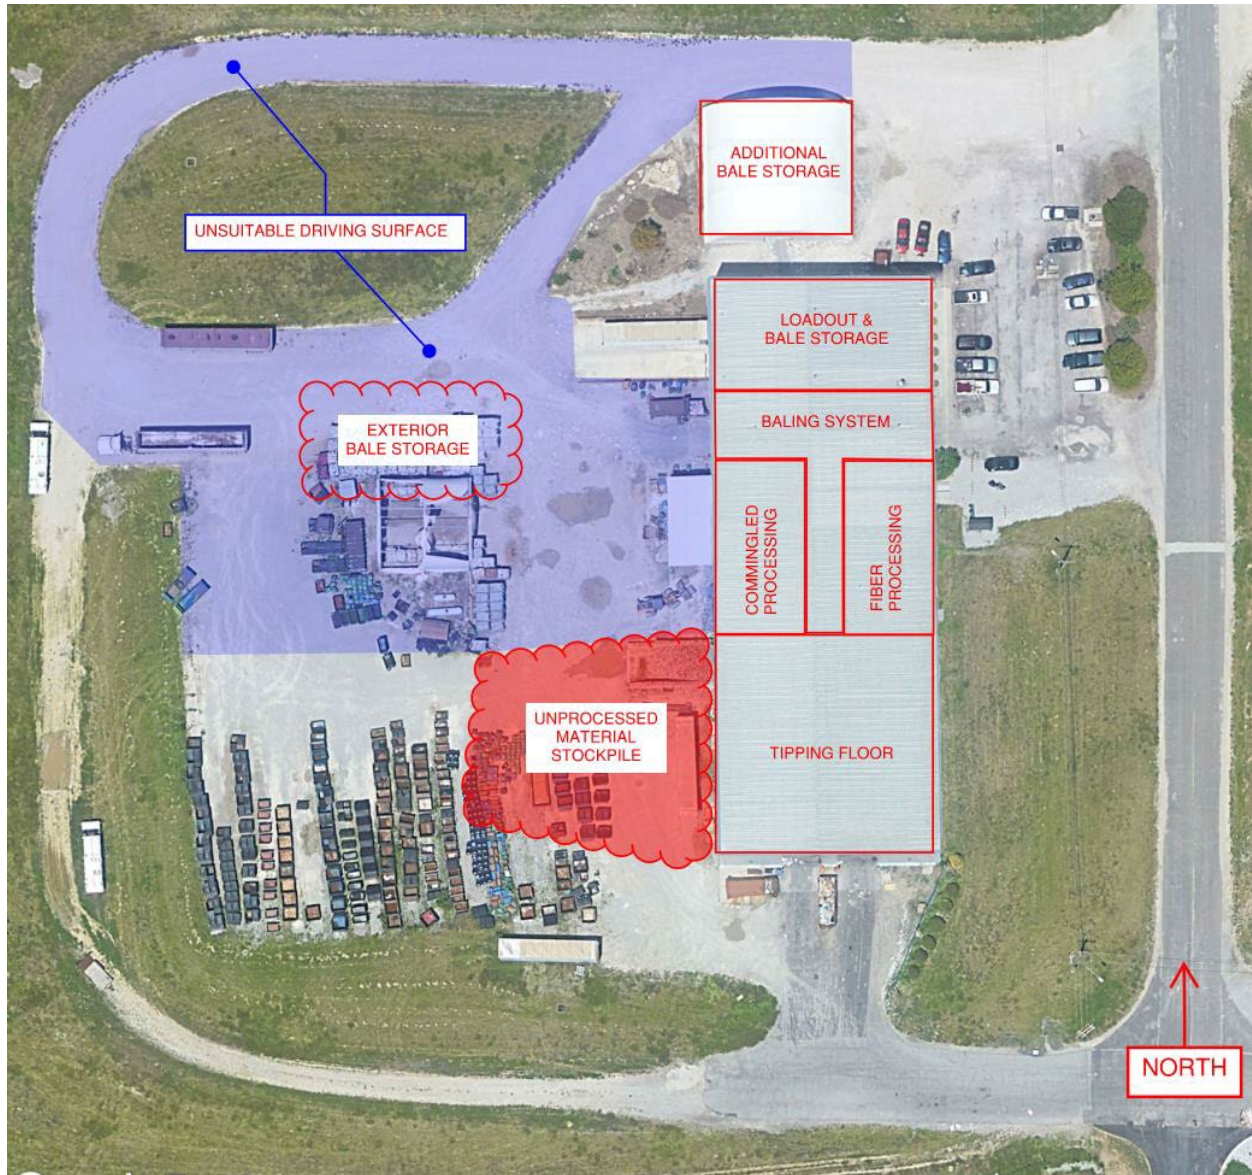 ADDITIONAL
BALE STORAGE
UNSUITABLE DRIVING SURFACE
LOADOUT &
BALE STORAGE
EXTERIOR
BALE STORAGE
BALING SYSTEM
COMMINGLED
PROCESSING
FIBER
PROCESSING
UNPROCESSED
MATERIAL
STOCKPILE
TIPPING FLOOR
NORTH